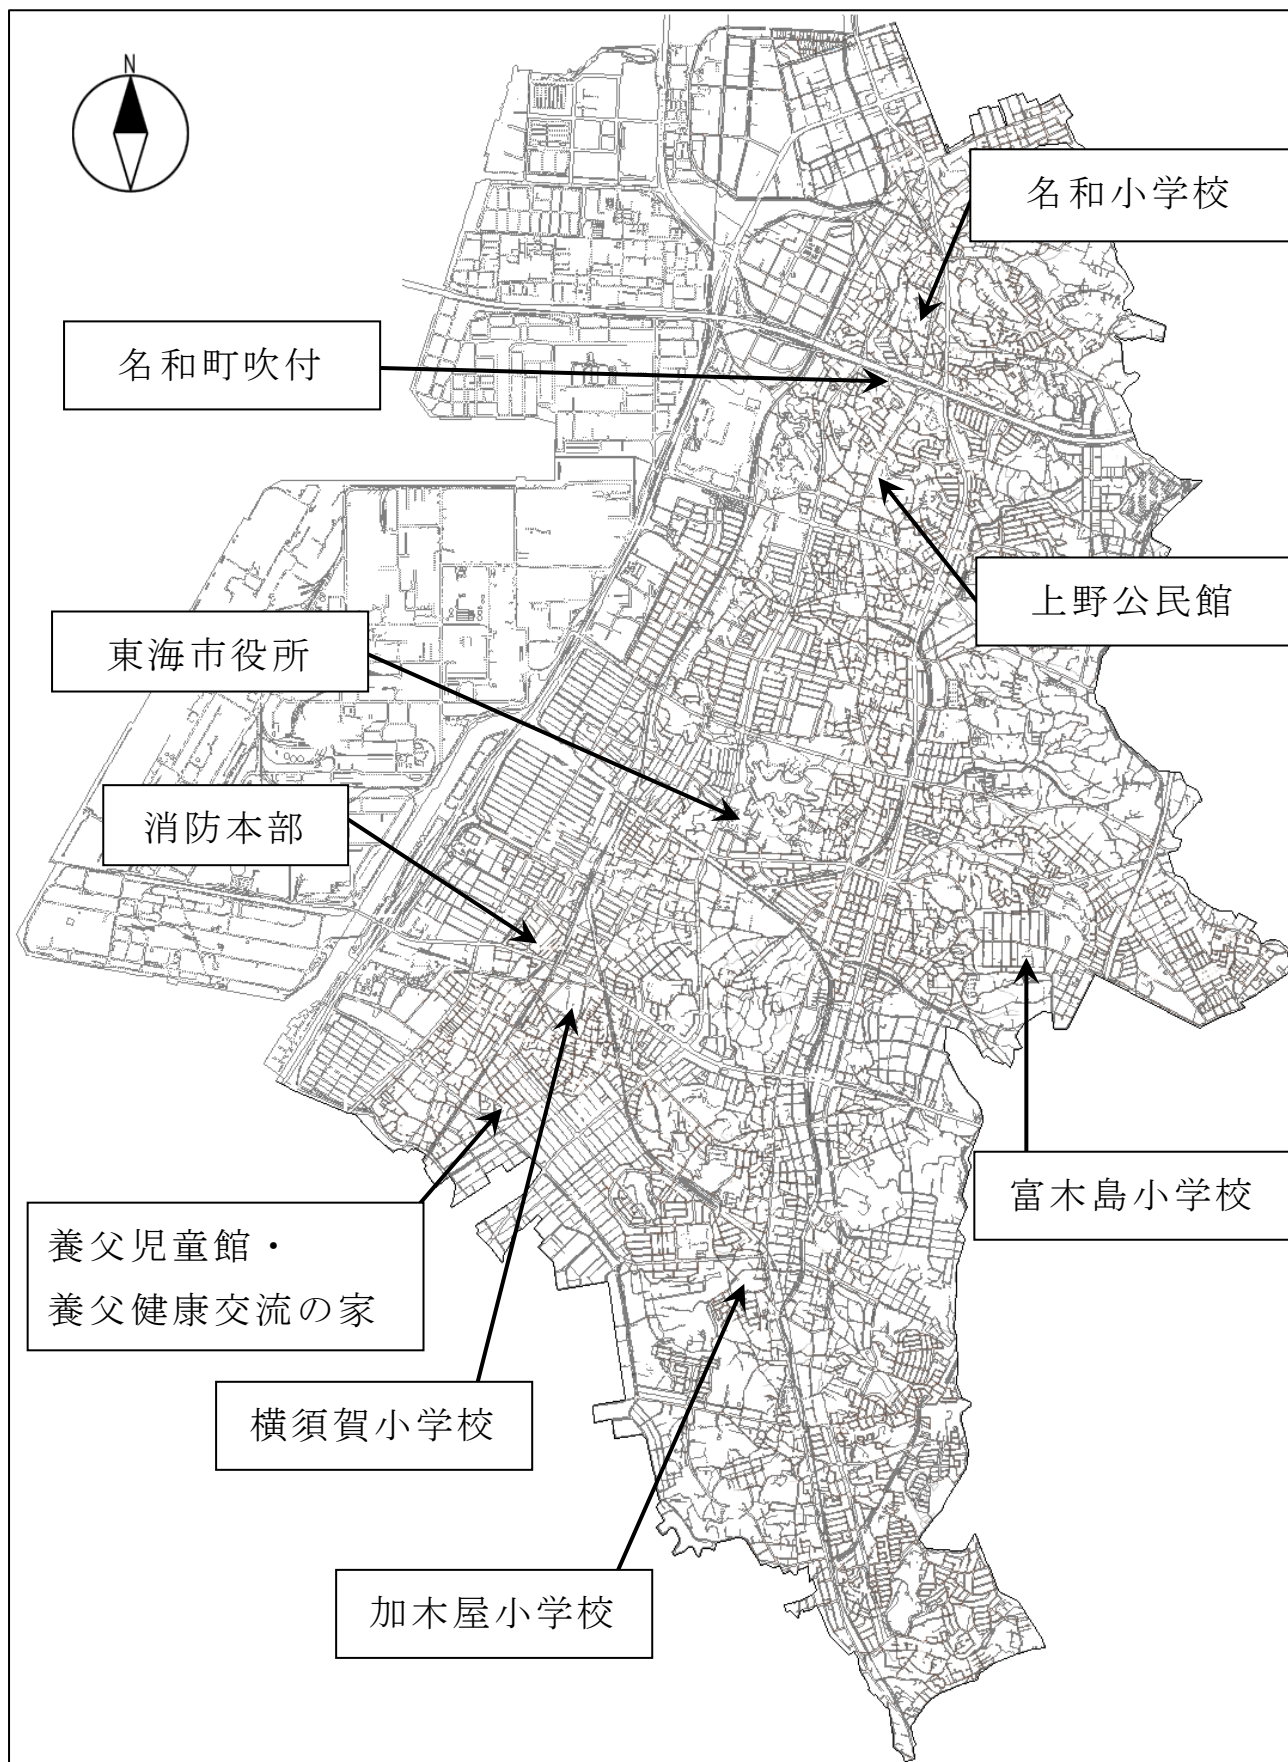 N
名和小学校
名和町吹付
上野公民館
東海市役所
消防本部
富木島小学校
養父児童館・
養父健康交流の家
横須賀小学校
加木屋小学校